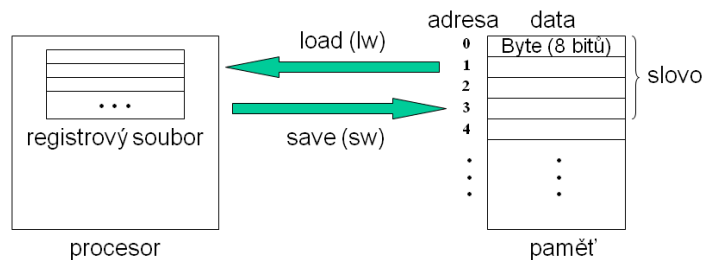 adresa data
load (lw)
0 Byte (8 bitů)
1
2
3
4
slovo
registrový soubor
save (sw)
procesor
paměť